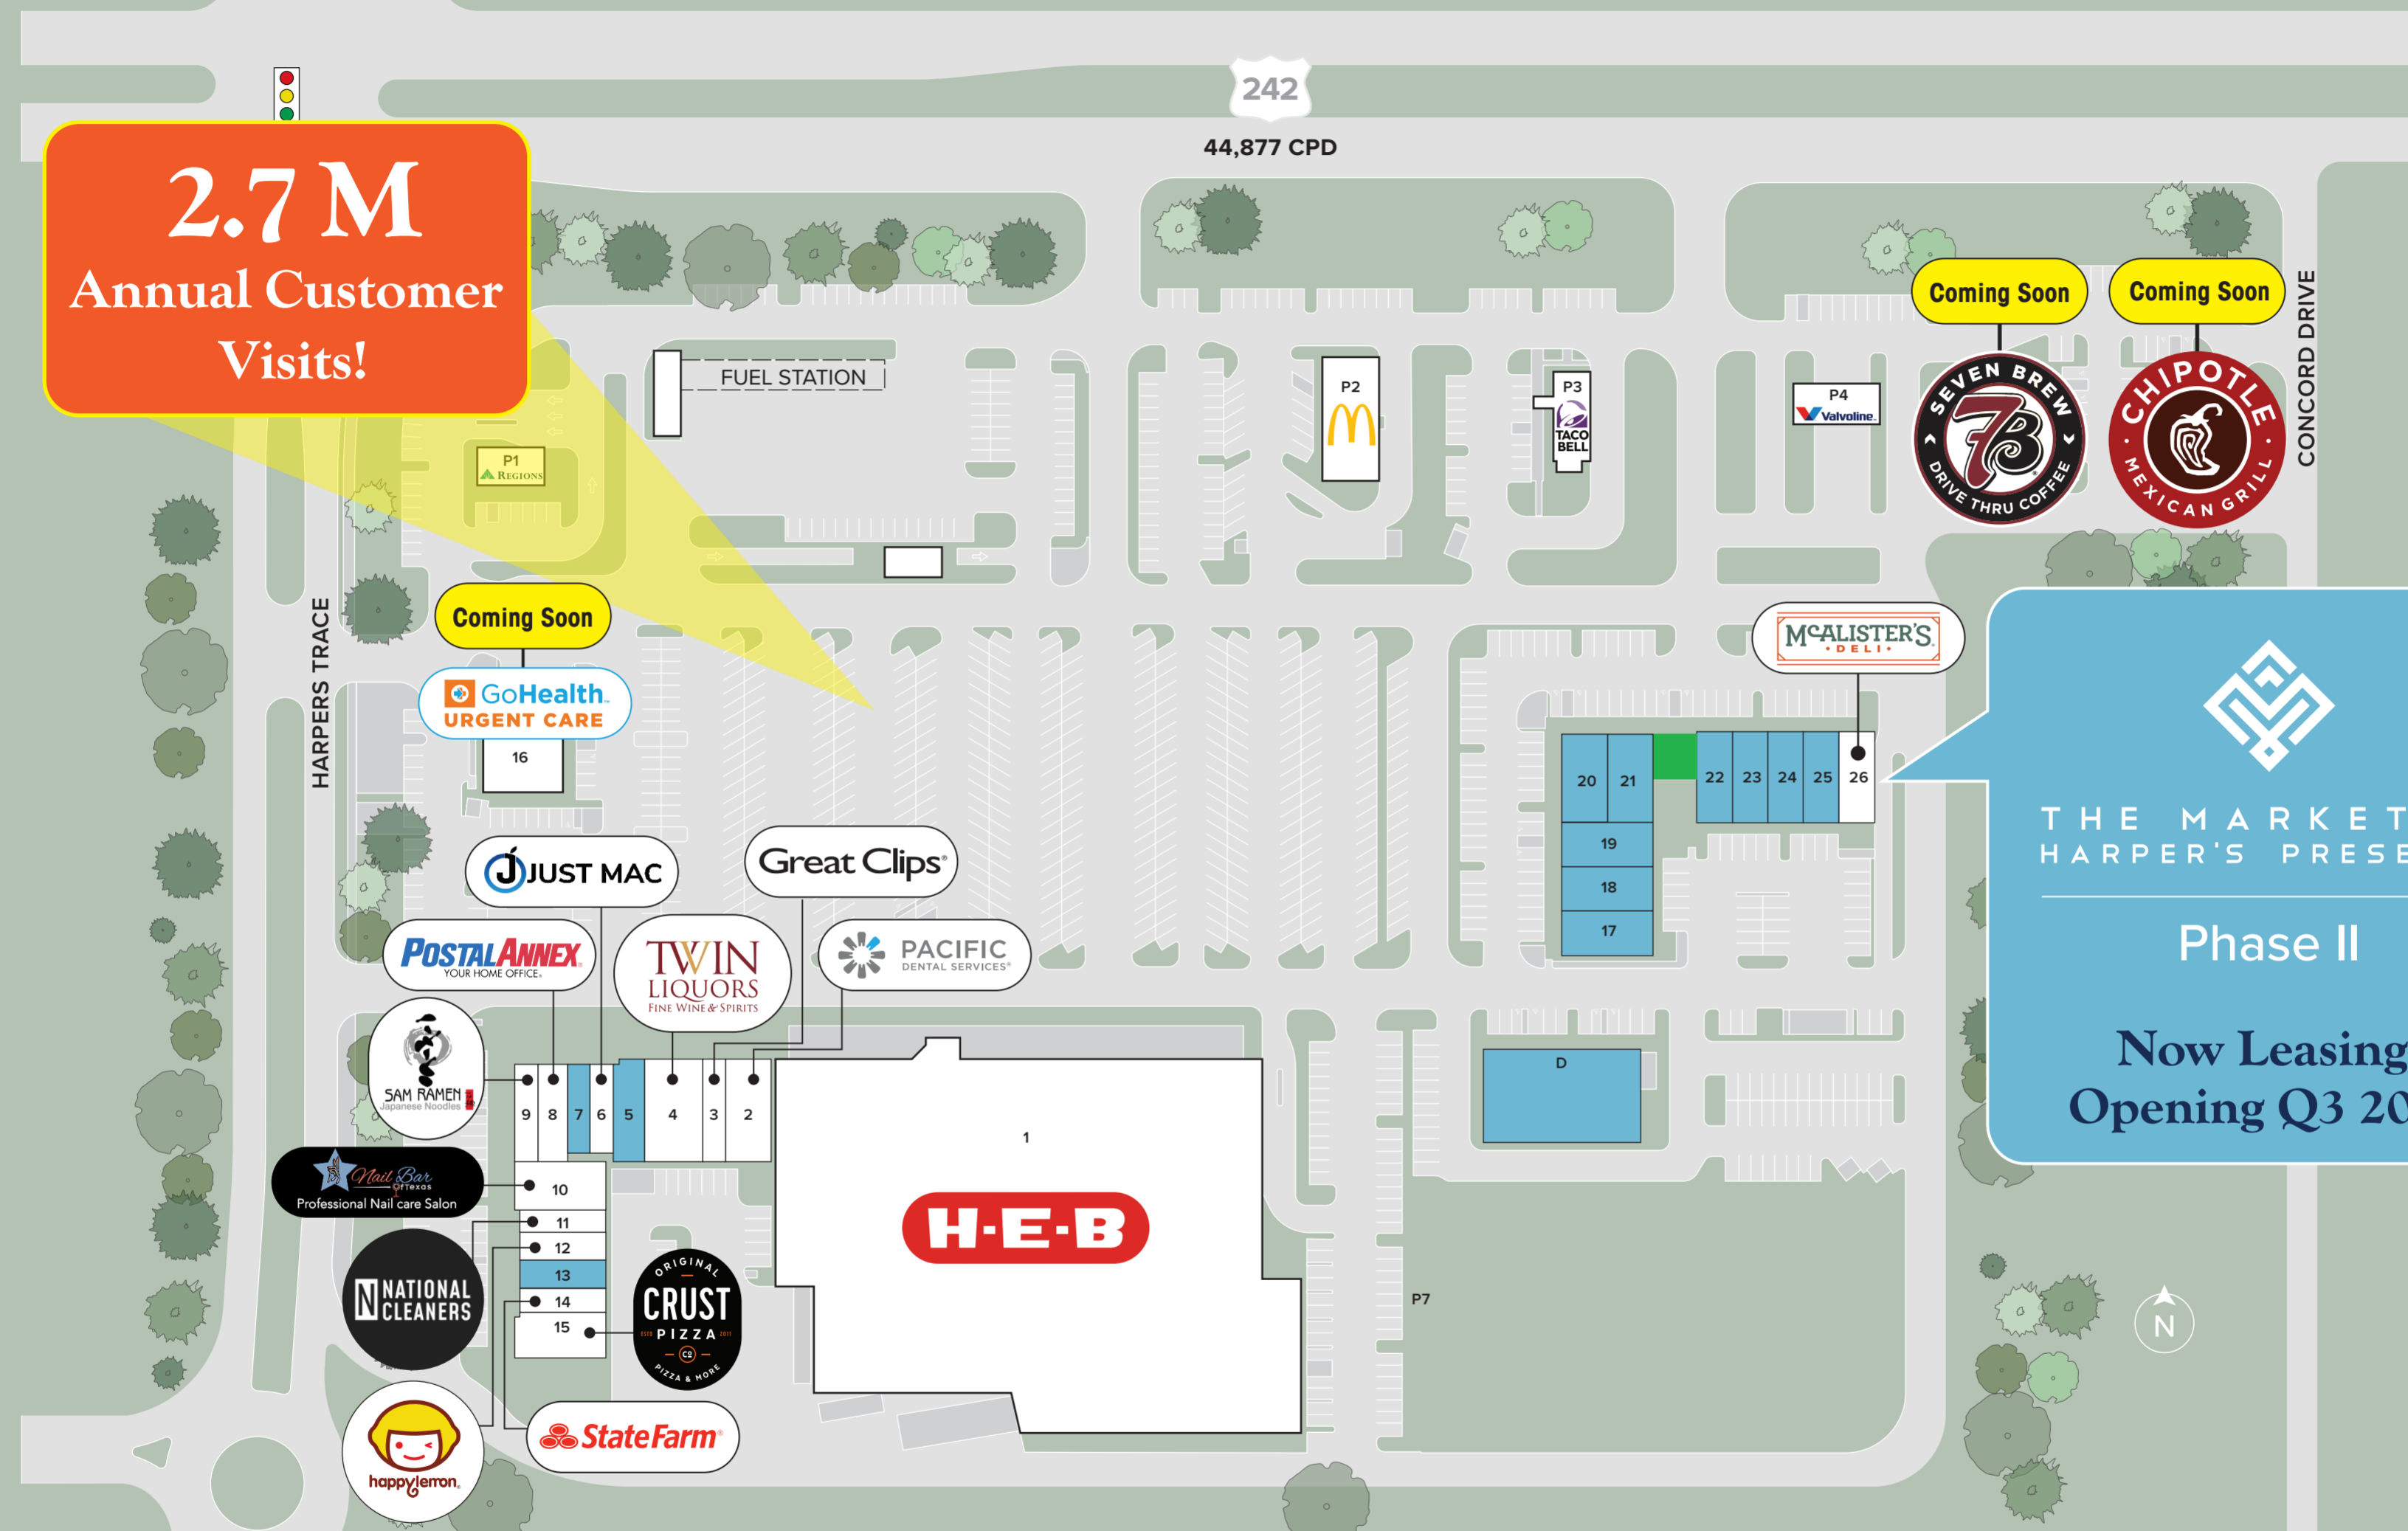 242
44,877 CPD
2.7 M
Annual Customer
Visits!
CONCORD DRIVE
HARPERS TRACE
FUEL STATION
P1
REGIONS
P2
P3
TACO
BELL
P4
Valvoline
Coming Soon
SEVEN BREW
7B
DRIVE THRU COFFEE
Coming Soon
CHIPOTLE
MEXICAN GRILL
Coming Soon
GoHealth
URGENT CARE
16
MCALISTER'S
DELI
20
21
22
23
24
25
26
19
18
17
THE MARKET
HARPER'S PRESE
Phase II
Now Leasing
Opening Q3 20
JUST MAC
Great Clips®
POSTALANNEX
YOUR HOME OFFICE
TWIN
LIQUORS
FINE WINE & SPIRITS
PACIFIC
DENTAL SERVICES®
SAM RAMEN
Japanese Noodles
9
8
7
6
5
4
3
2
1
D
H-E-B
Nail Bar
Of Texas
Professional Nail care Salon
10
11
12
13
14
15
NATIONAL
CLEANERS
ORIGINAL
CRUST
ESTD PIZZA 2011
CO
PIZZA & MORE
P7
N
StateFarm
happylemon